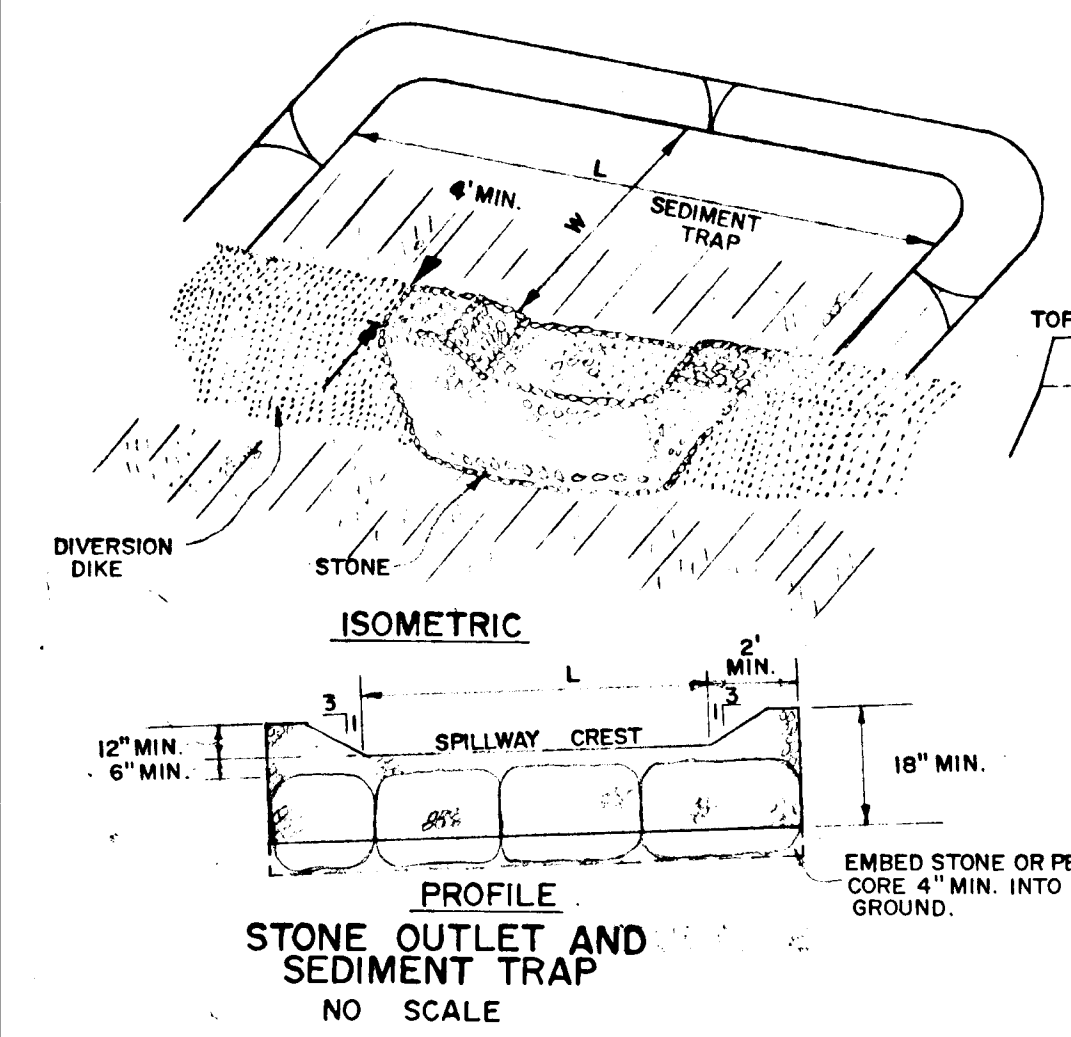 4' MIN.
L
W
SEDIMENT
TRAP
DIVERSION
DIKE
STONE
ISOMETRIC
2'
MIN.
L
3
1
1
3
12" MIN.
6" MIN.
SPILLWAY CREST
18" MIN.
EMBED STONE OR
CORE 4" MIN. INTO
GROUND.
PROFILE
STONE OUTLET AND
SEDIMENT TRAP
NO SCALE